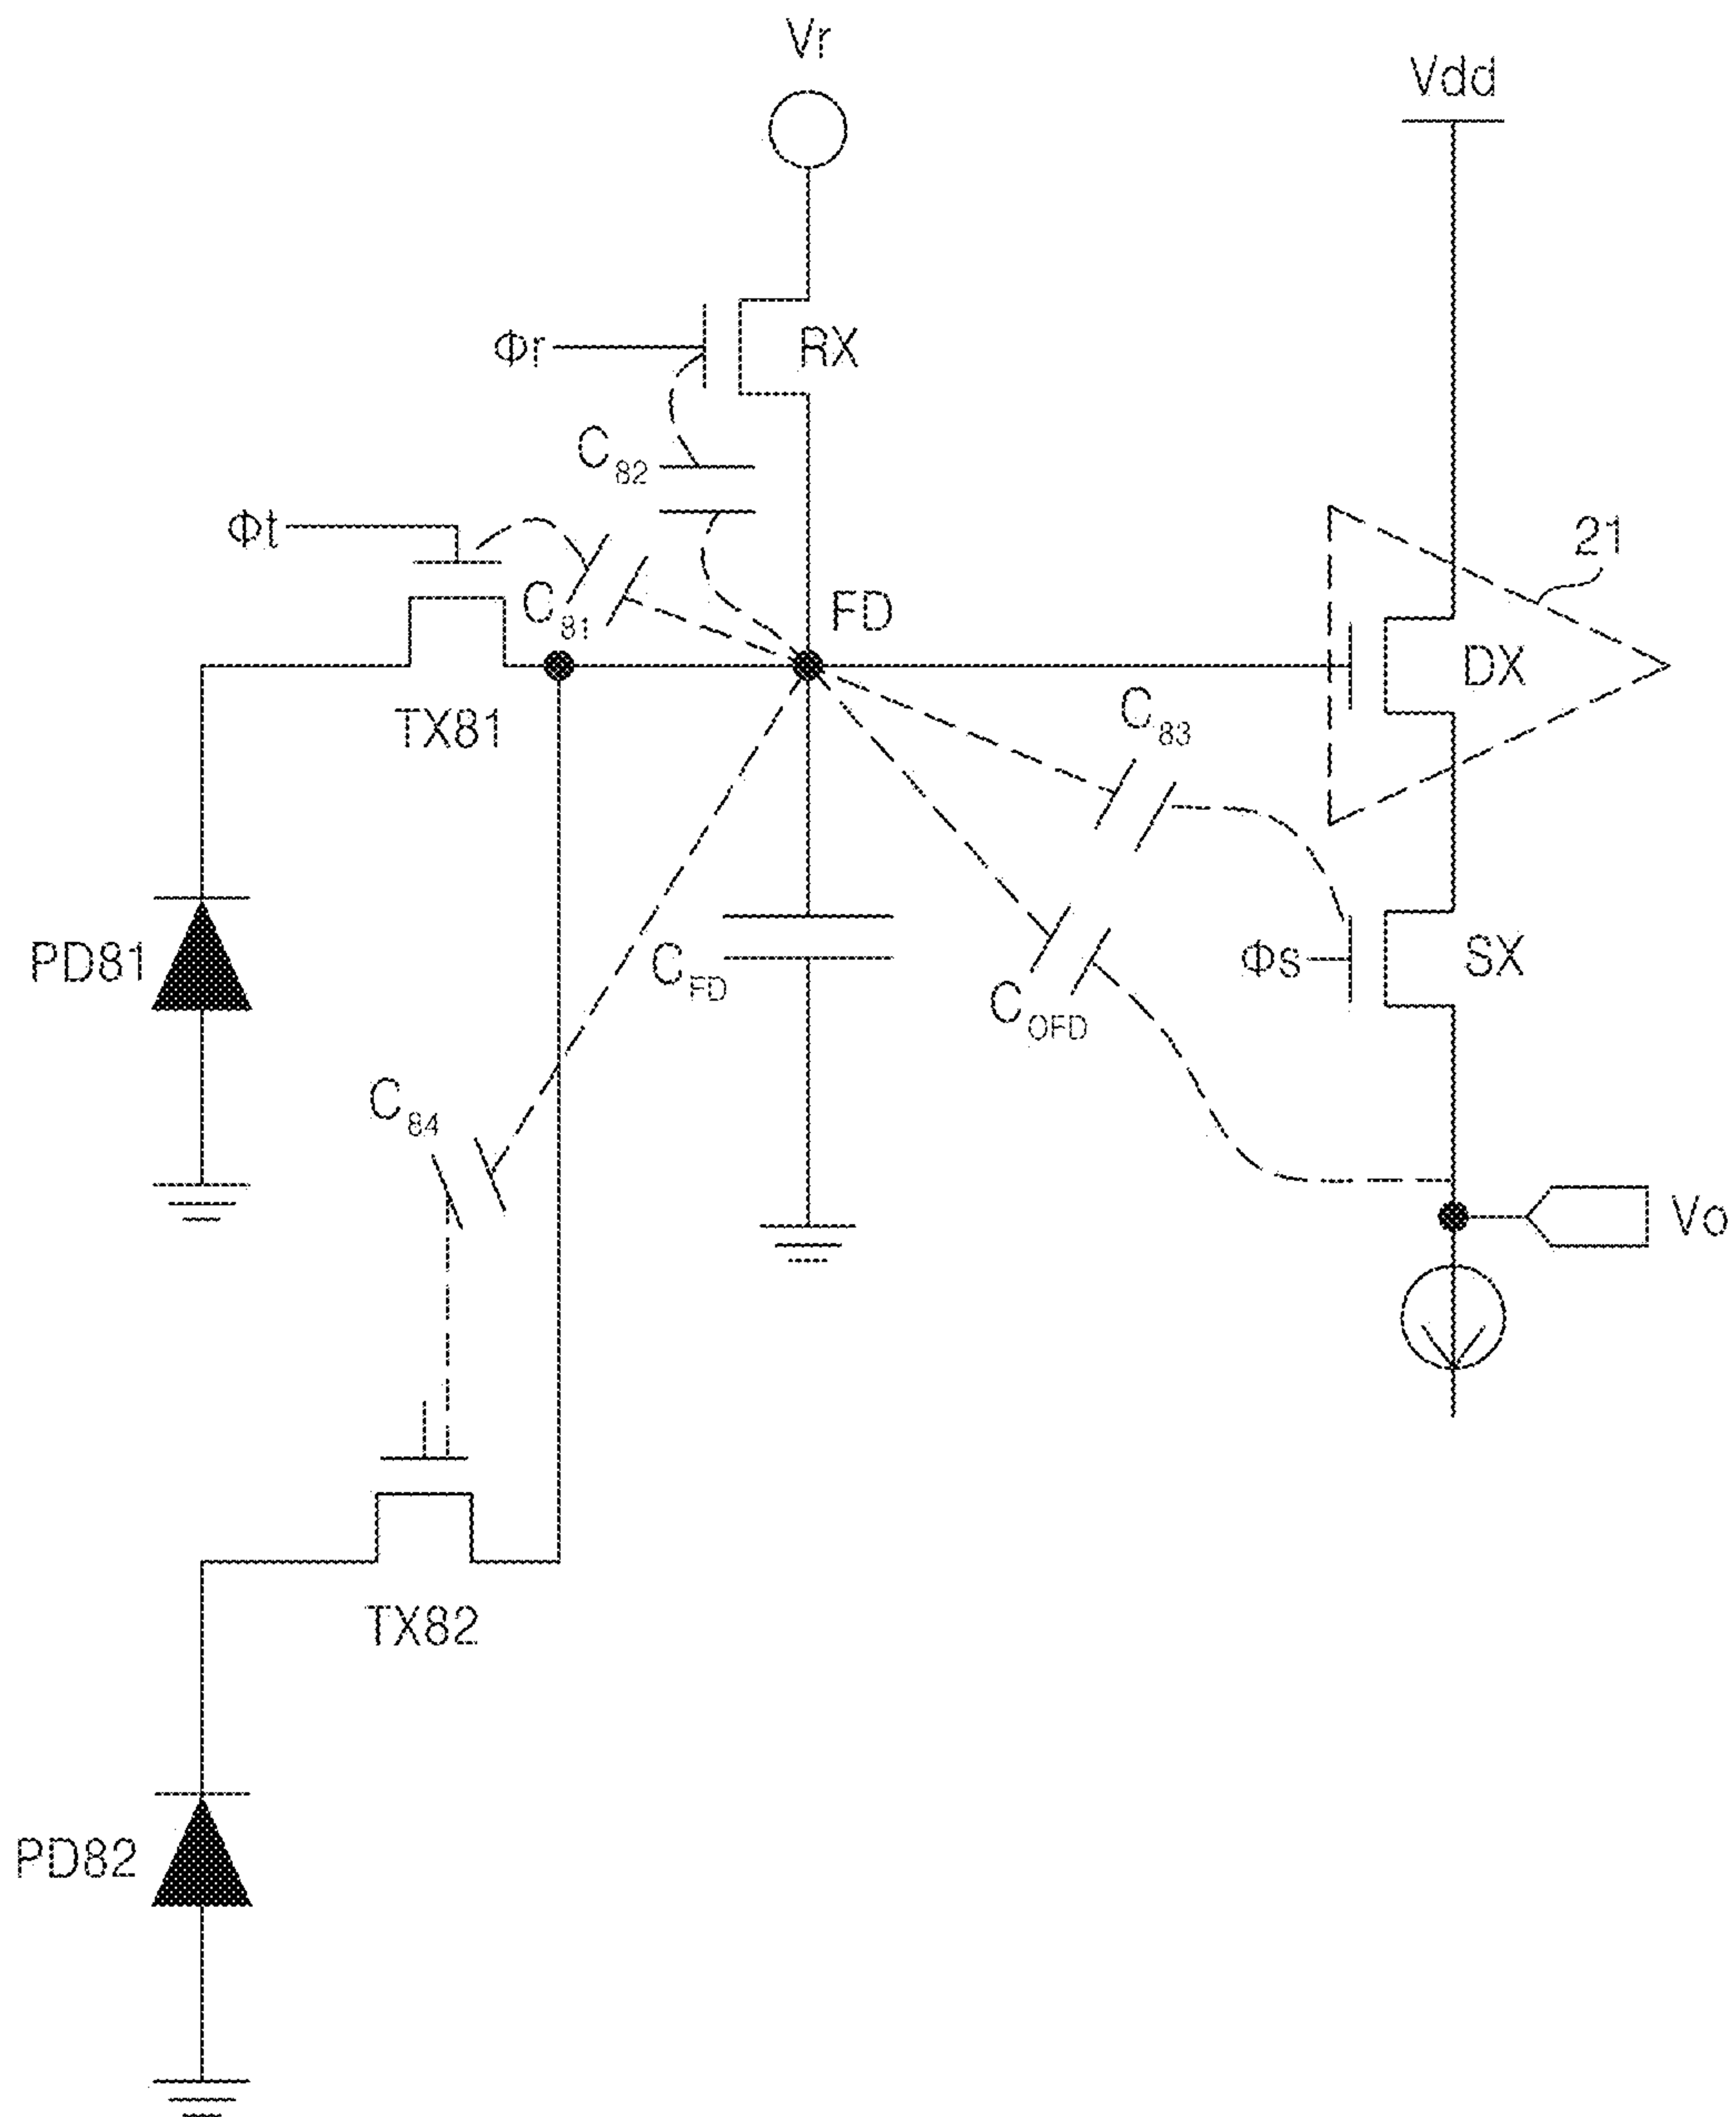 Vr
Vdd
Φr
RX
C82
Φt
21
C81
FD
DX
TX81
C83
PD81
CFD
COFD
Φs
SX
C84
Vo
TX82
PD82